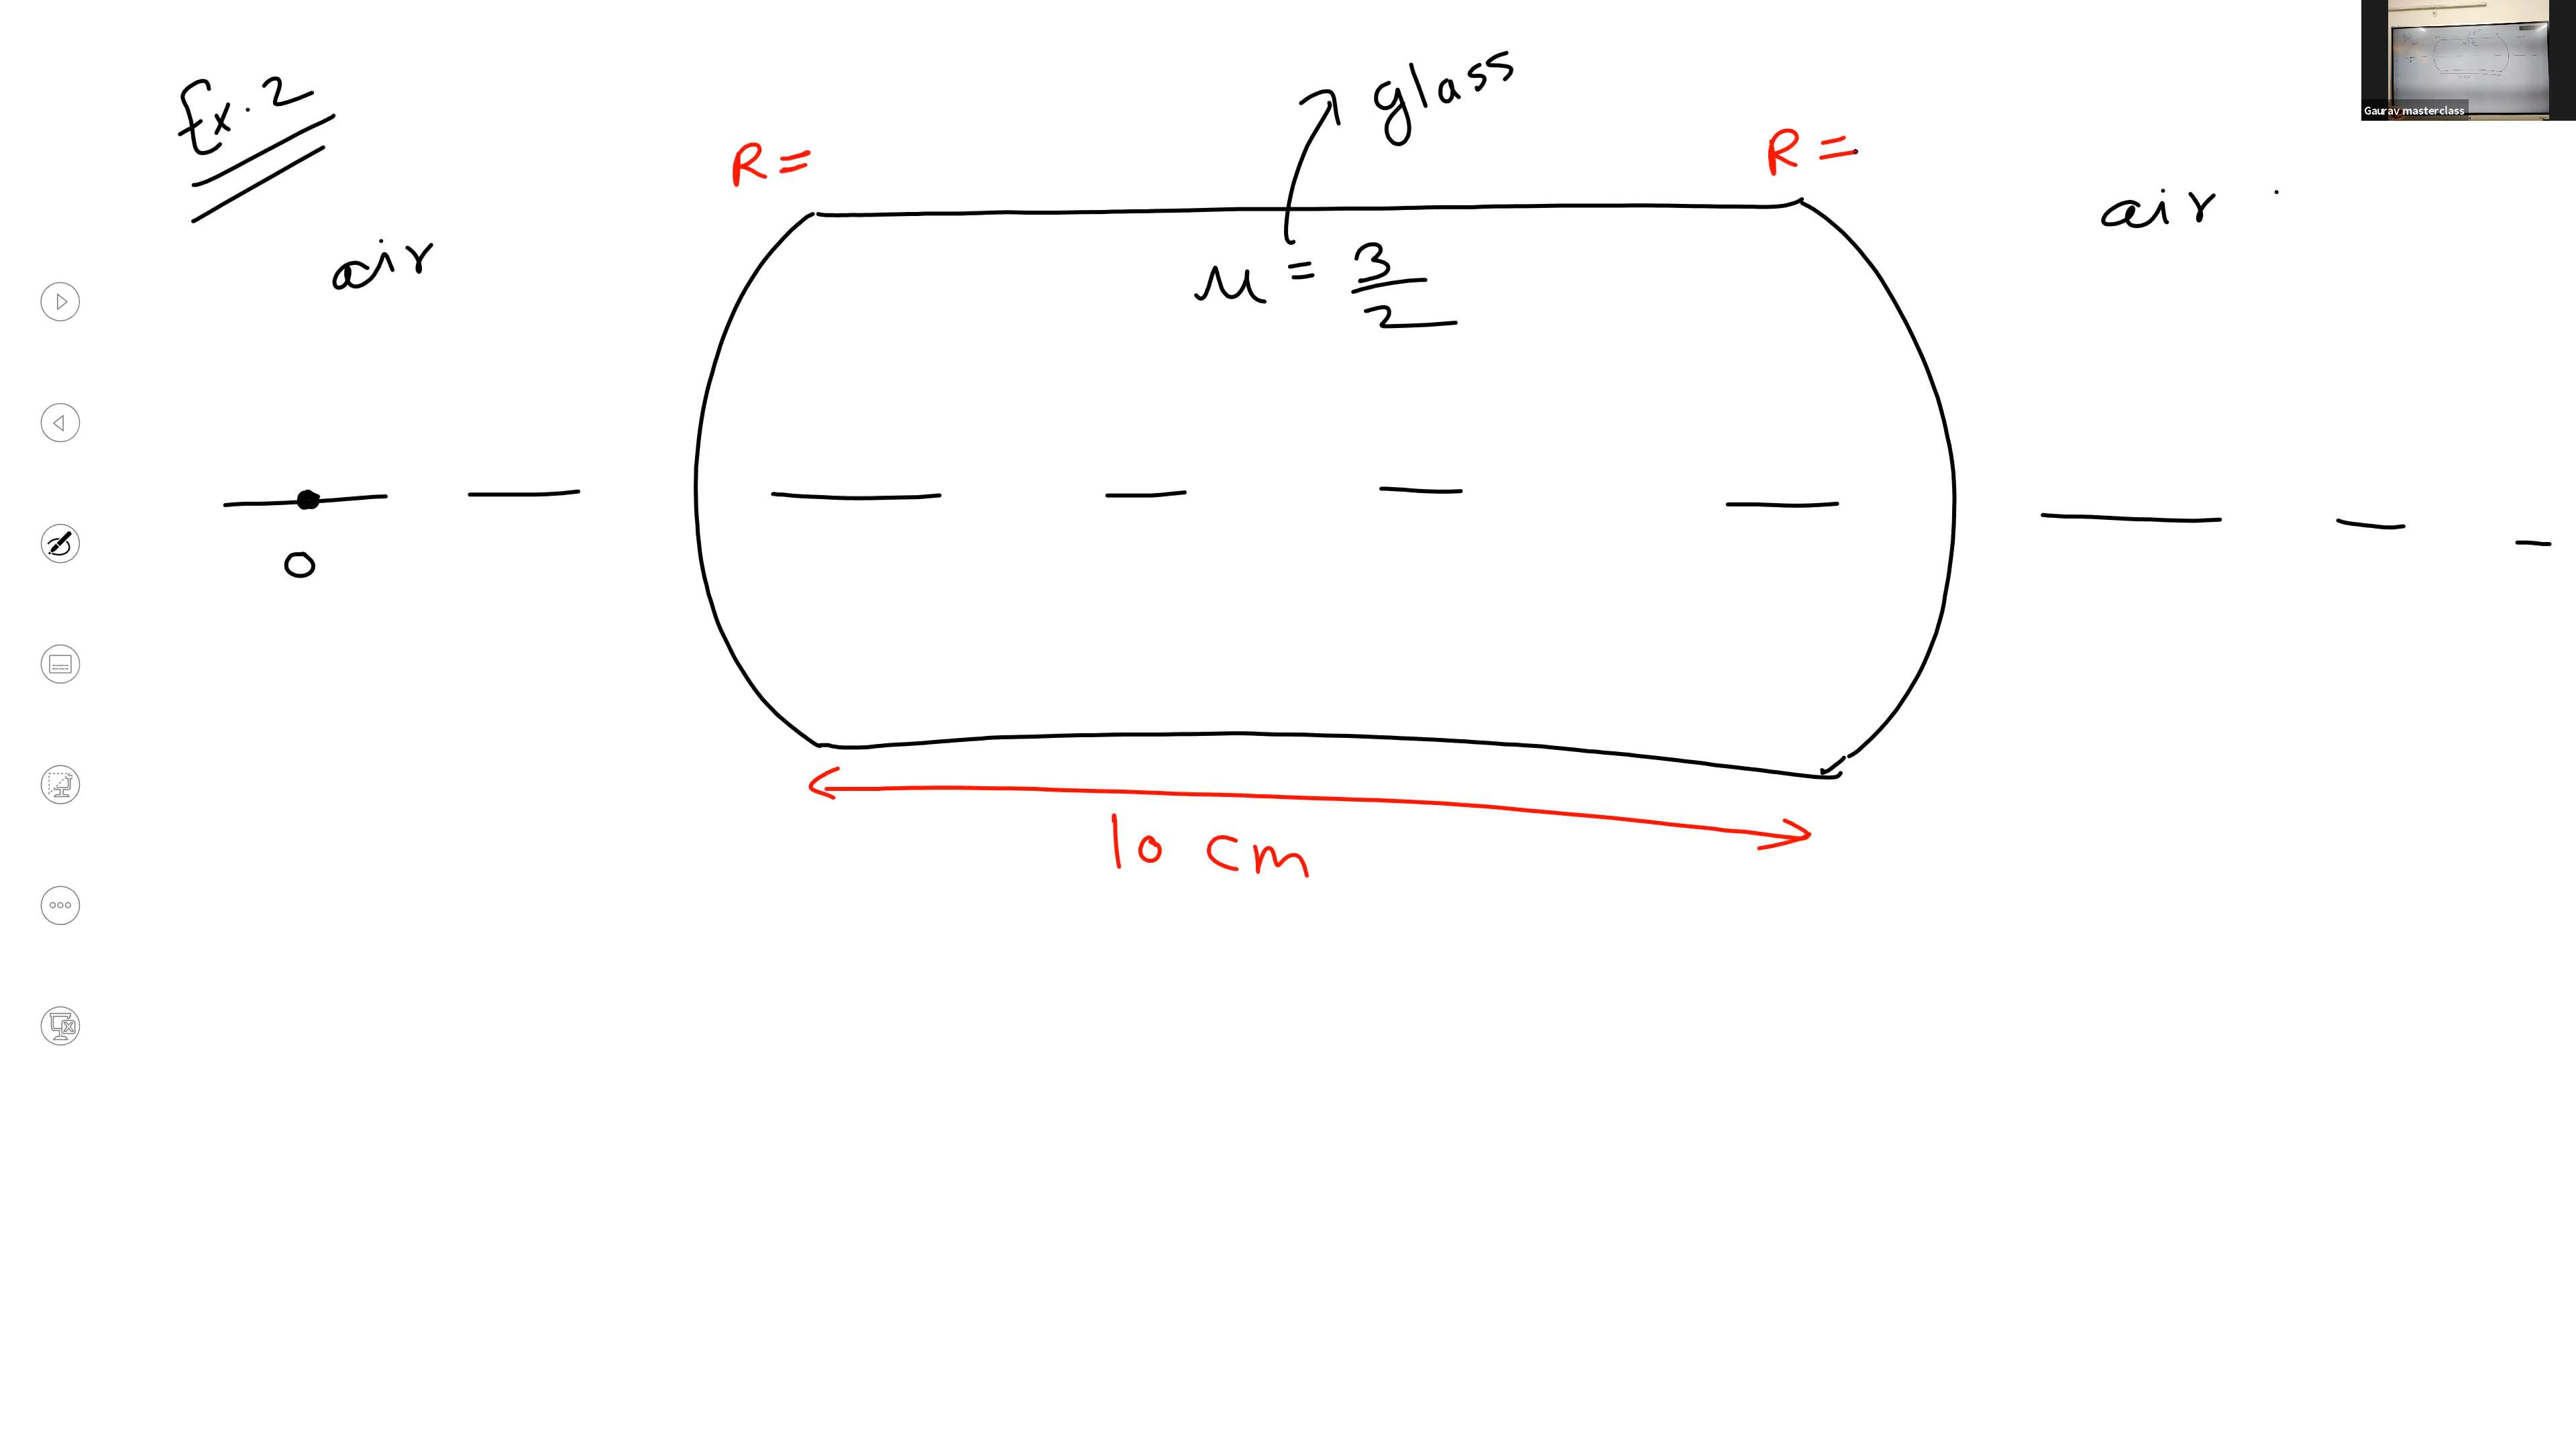 Ex. 2
glass
R =
R =
air
air
μ = 3/2
O
10 cm
Gaurav masterclass